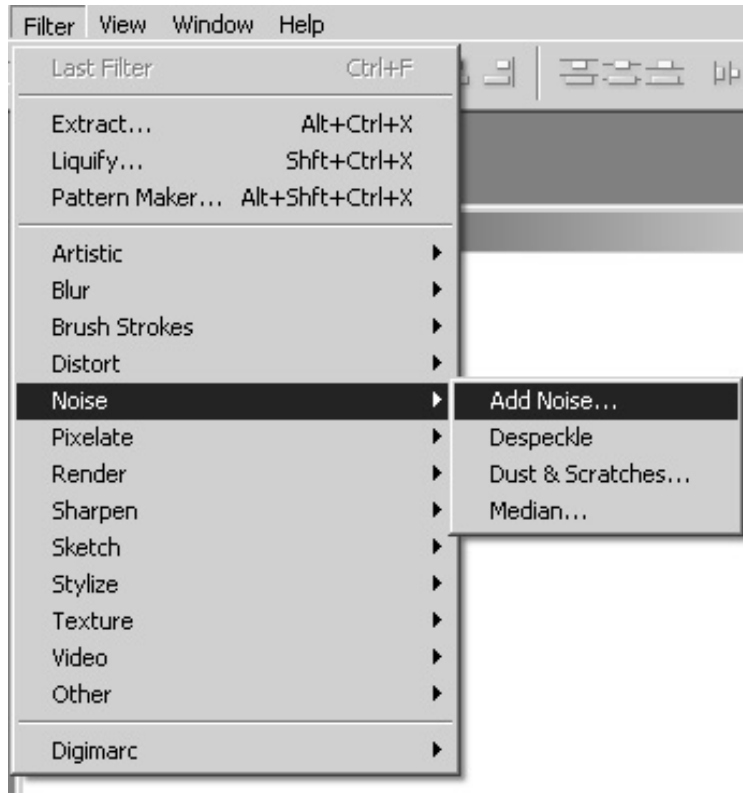 Filter View Window Help
Last Filter Ctrl+F
Extract... Alt+Ctrl+X
Liquify... Shft+Ctrl+X
Pattern Maker... Alt+Shft+Ctrl+X
Artistic
Blur
Brush Strokes
Distort
Noise
Add Noise...
Pixelate
Despeckle
Render
Dust & Scratches...
Sharpen
Median...
Sketch
Stylize
Texture
Video
Other
Digimarc